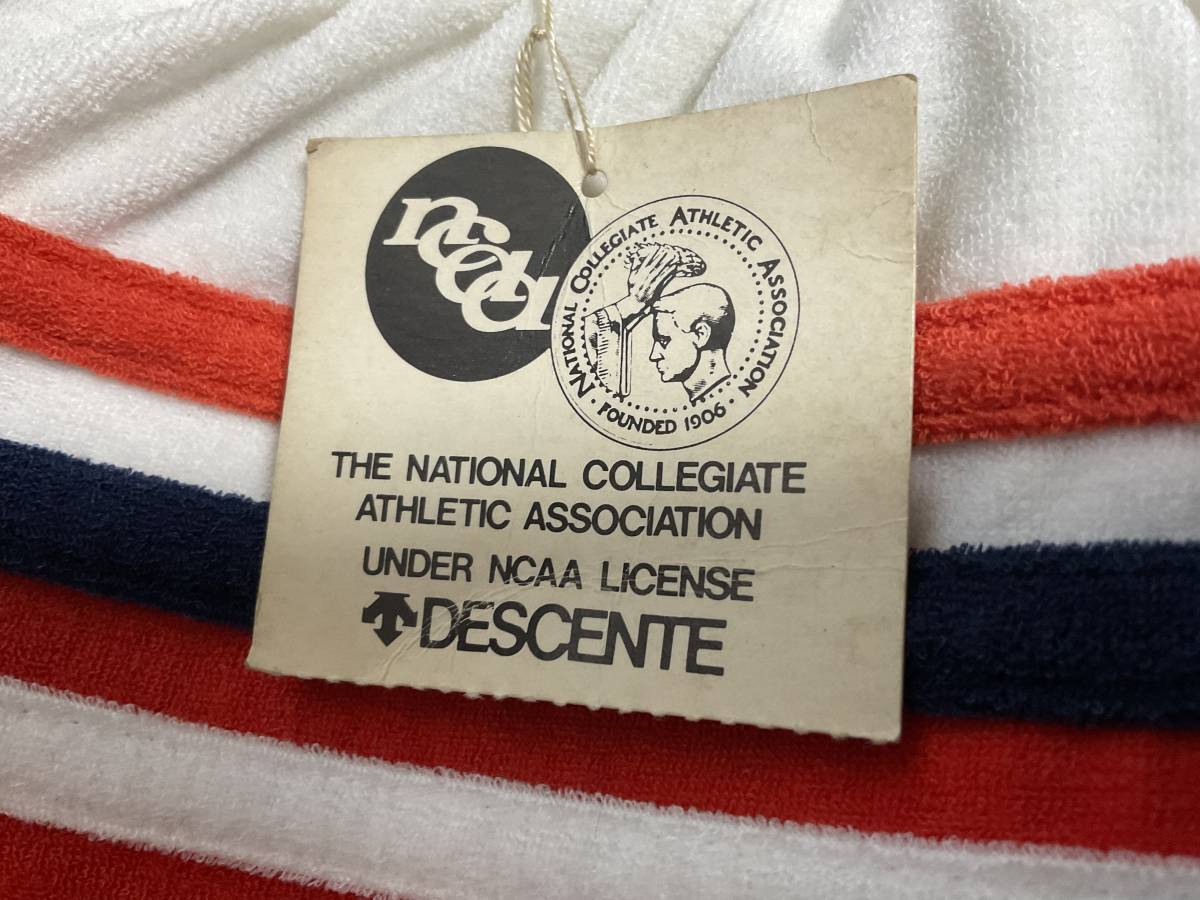 ncaa
NATIONAL COLLEGIATE ATHLETIC ASSOCIATION
· FOUNDED 1906 ·
THE NATIONAL COLLEGIATE
ATHLETIC ASSOCIATION
UNDER NCAA LICENSE
DESCENTE